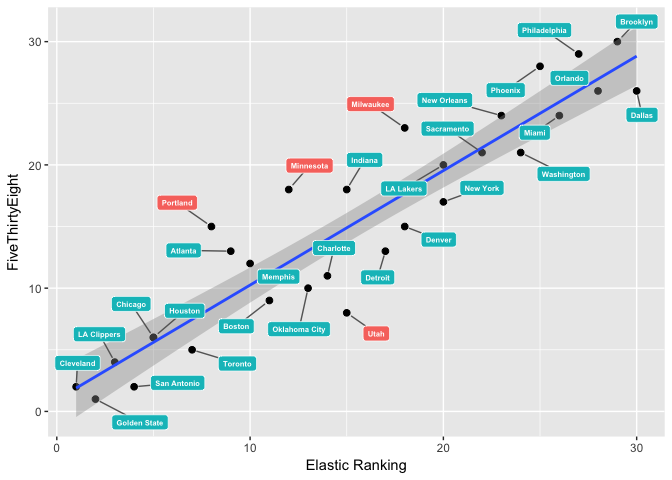 Brooklyn
Philadelphia
30
Orlando
Phoenix
New Orleans
Milwaukee
Dallas
Sacramento
Miami
Indiana
Minnesota
Washington
20
LA Lakers
New York
Portland
Denver
Atlanta
Charlotte
Memphis
Detroit
10
Chicago
Houston
Boston
Oklahoma City
LA Clippers
Utah
Cleveland
Toronto
San Antonio
0
Golden State
FiveThirtyEight
0
10
20
30
Elastic Ranking